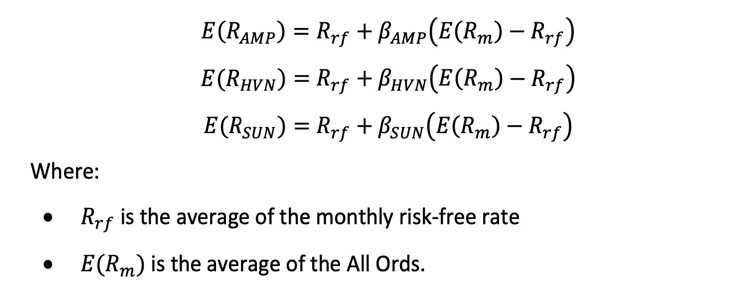 E(R_AMP) = R_rf + β_AMP(E(R_m) − R_rf)
E(R_HVN) = R_rf + β_HVN(E(R_m) − R_rf)
E(R_SUN) = R_rf + β_SUN(E(R_m) − R_rf)
Where:
• R_rf is the average of the monthly risk-free rate
• E(R_m) is the average of the All Ords.